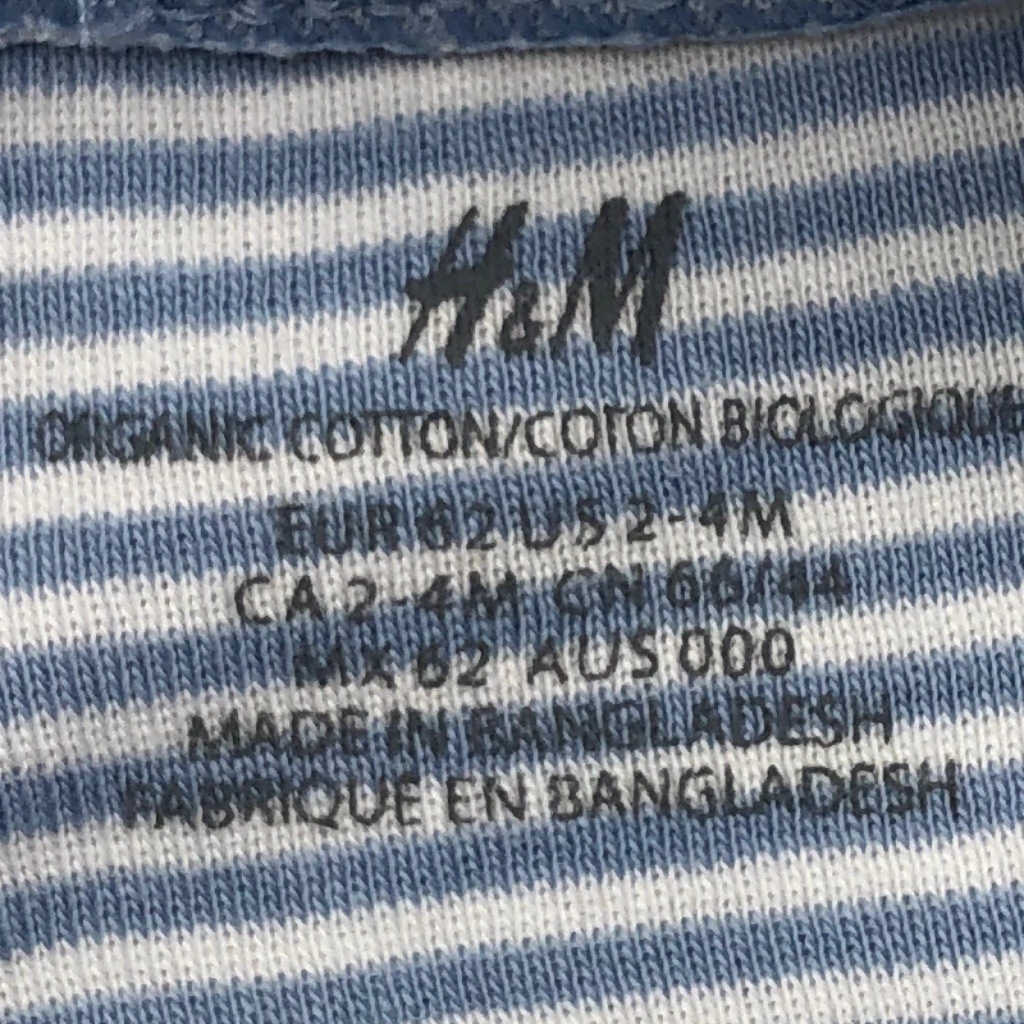 H&M
ORGANIC COTTON/COTON BIOLOGIQUE
EUR 62 US 2-4M
CA 2-4M CN 66/44
MX 62 AUS 000
MADE IN BANGLADESH
FABRIQUE EN BANGLADESH